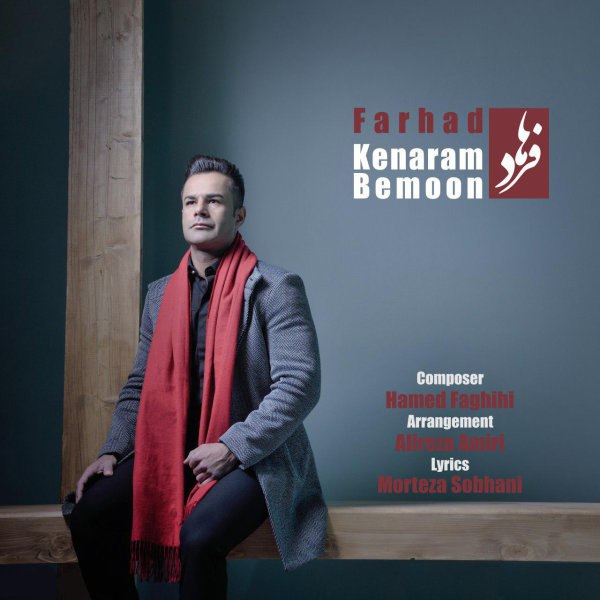 Farhad
فرهاد
Kenaram
Bemoon
Composer
Hamed Faghihi
Arrangement
Alireza Amiri
Lyrics
Morteza Sobhani